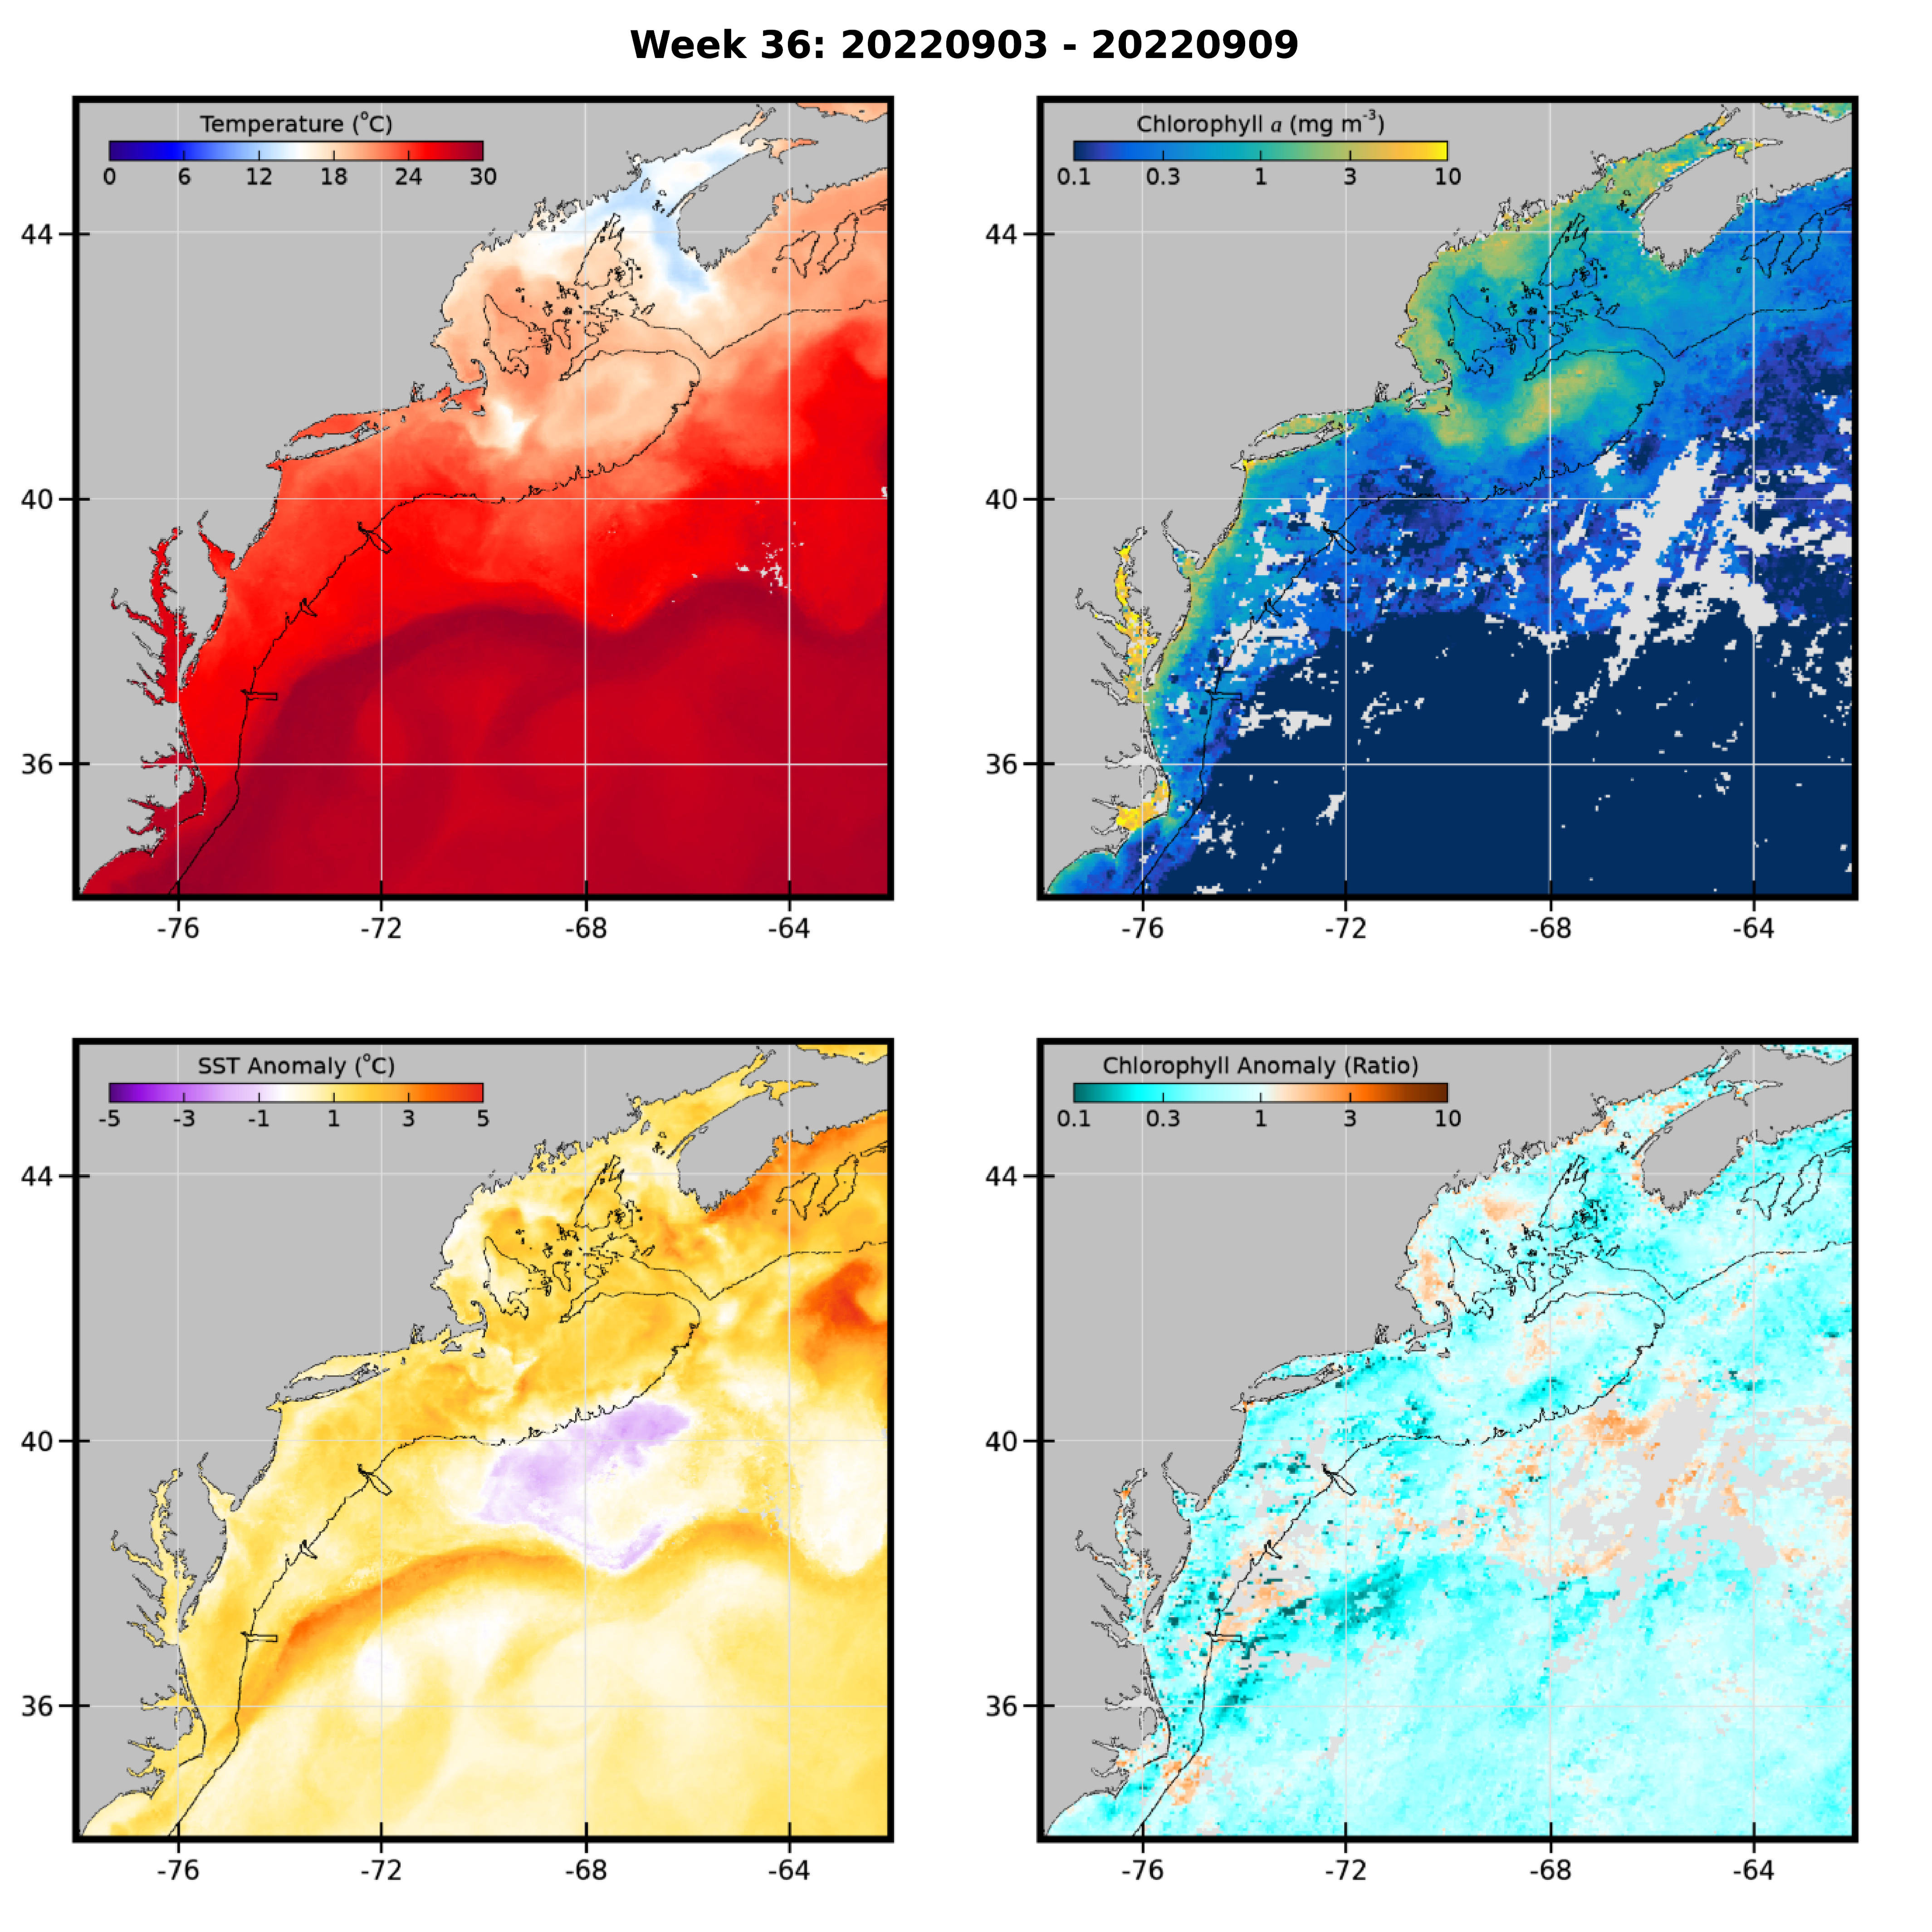 Week 36: 20220903 - 20220909
Temperature (°C)
0 6 12 18 24 30
44
40
36
-76 -72 -68 -64
Chlorophyll a (mg m⁻³)
0.1 0.3 1 3 10
44
40
36
-76 -72 -68 -64
SST Anomaly (°C)
-5 -3 -1 1 3 5
44
40
36
-76 -72 -68 -64
Chlorophyll Anomaly (Ratio)
0.1 0.3 1 3 10
44
40
36
-76 -72 -68 -64